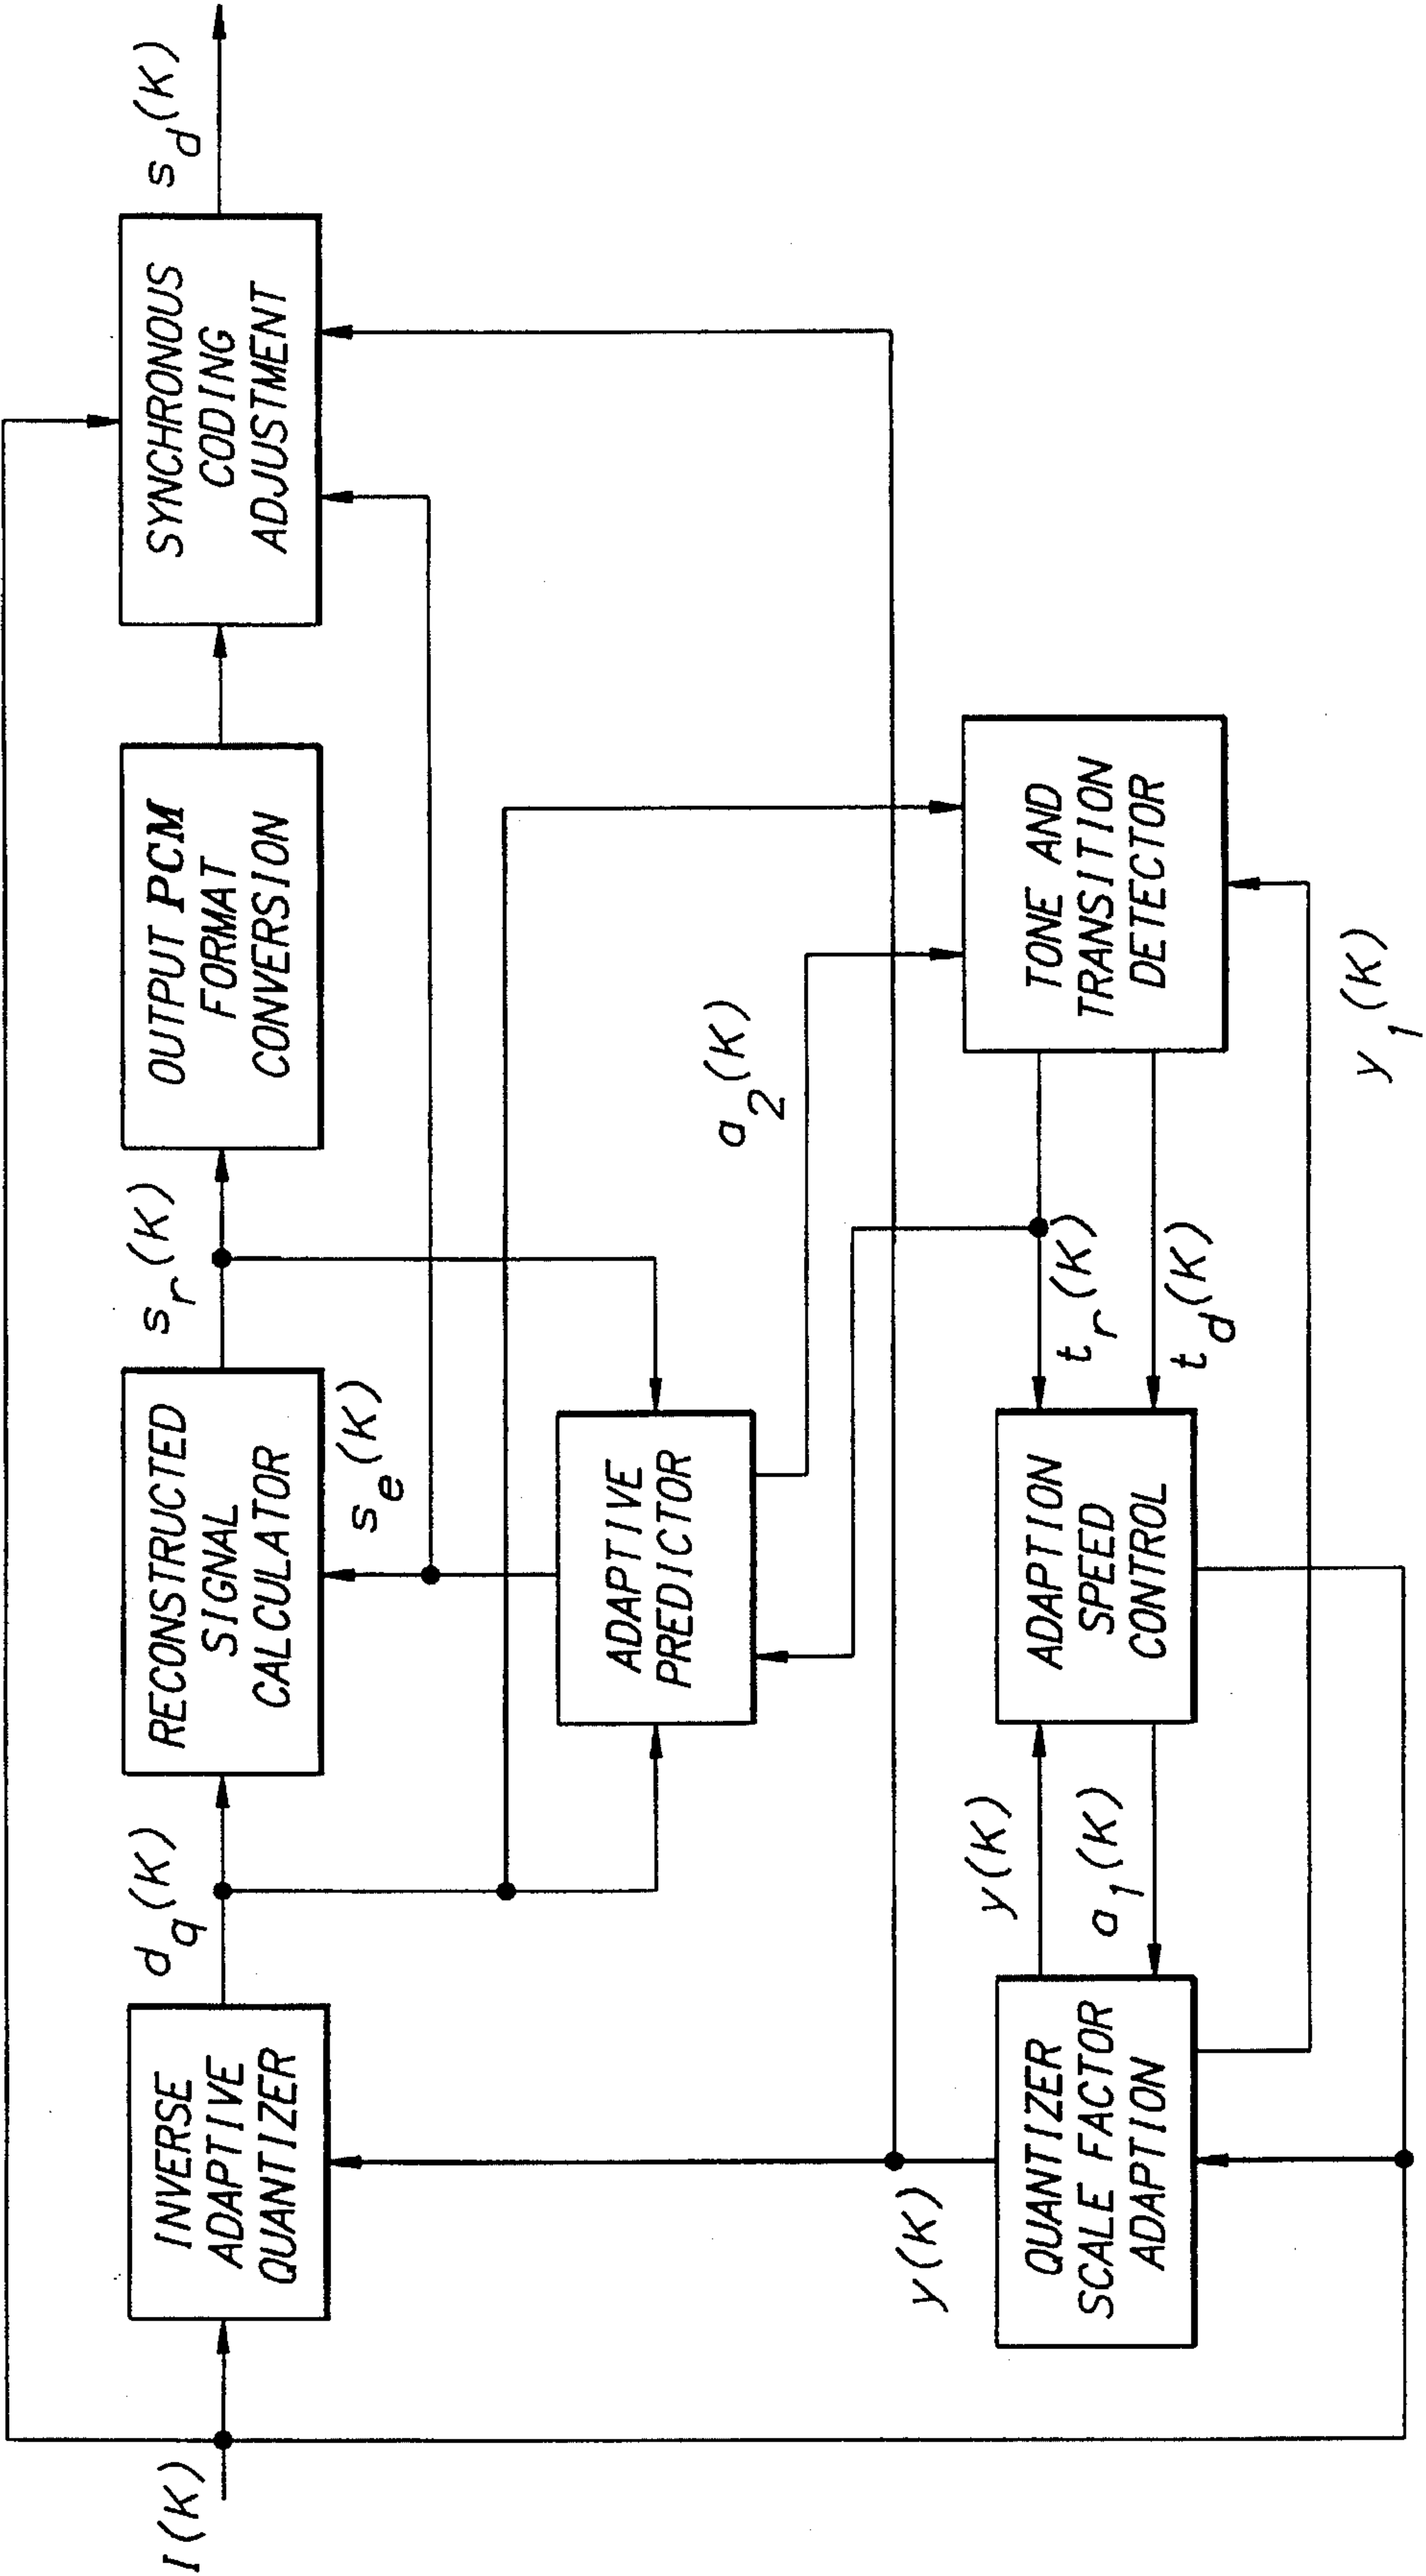 I(K)
INVERSE
ADAPTIVE
QUANTIZER
d_q(K)
RECONSTRUCTED
SIGNAL
CALCULATOR
s_r(K)
OUTPUT PCM
FORMAT
CONVERSION
SYNCHRONOUS
CODING
ADJUSTMENT
s_d(K)
s_e(K)
ADAPTIVE
PREDICTOR
a_2(K)
y(K)
QUANTIZER
SCALE FACTOR
ADAPTION
y(K)
a_1(K)
ADAPTION
SPEED
CONTROL
t_r(K)
t_d(K)
TONE AND
TRANSITION
DETECTOR
y_1(K)